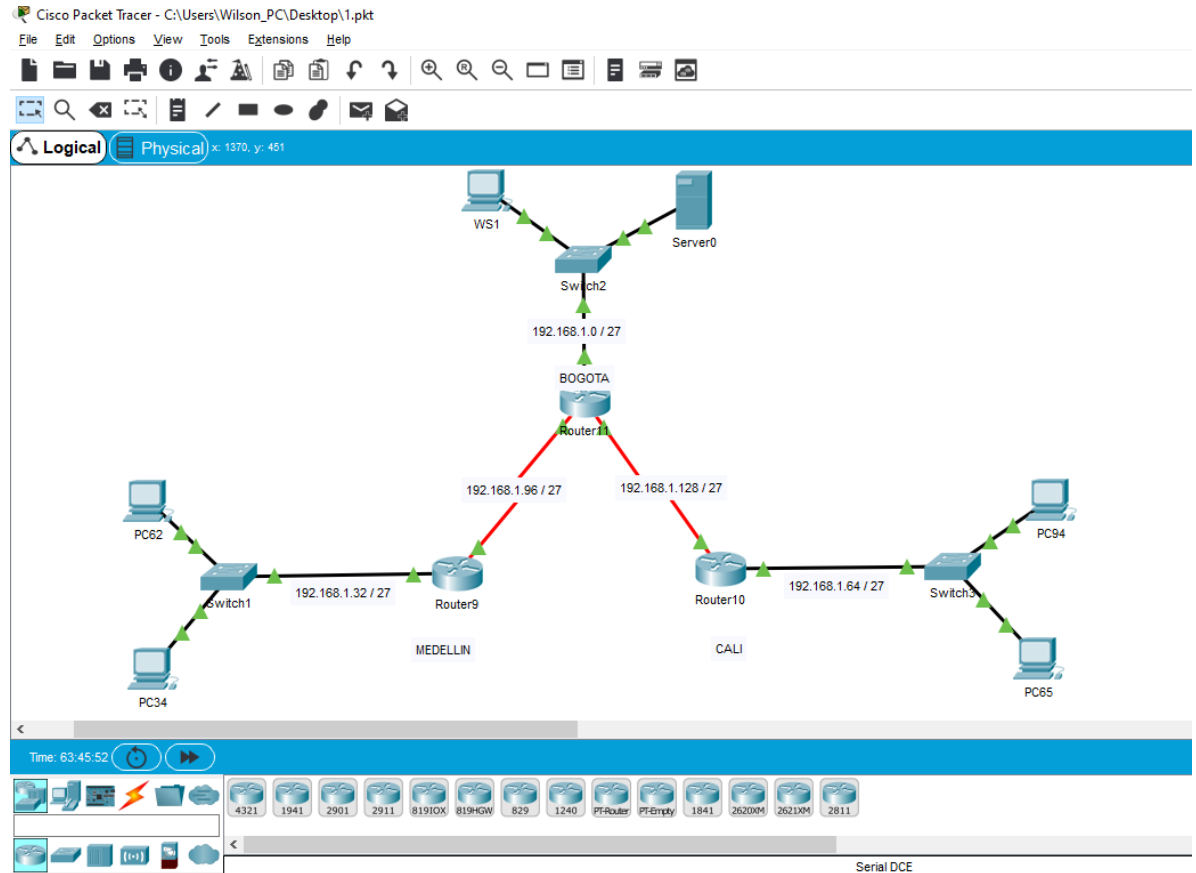 Cisco Packet Tracer - C:\Users\Wilson_PC\Desktop\1.pkt
File Edit Options View Tools Extensions Help
Logical Physical x: 1370, y: 451
WS1
Server0
Switch2
192.168.1.0 / 27
BOGOTA
Router11
192.168.1.96 / 27
192.168.1.128 / 27
PC62
PC94
192.168.1.32 / 27
192.168.1.64 / 27
Switch1
Router9
Router10
Switch3
MEDELLIN
CALI
PC34
PC65
Time: 63:45:52
4321 1941 2901 2911 819IOX 819HGW 829 1240 PT-Router PT-Empty 1841 2620XM 2621XM 2811
Serial DCE